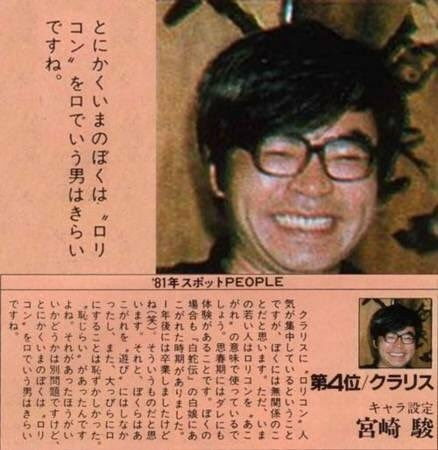 とにかくいまのぼくは〝ロリ
コン〟を口でいう男はきらい
ですね。
'81年スポットPEOPLE
第4位/クラリス
キャラ設定
宮崎 駿
クラリスに〝ロリコン〟人
気が集中しているということ
ですが、ぼくには無関係のこ
とだと思います。ただ、いま
の若い人はロリコンを〝あこ
がれ〟の意味で使っているで
しょう。思春期にはダレにも
体験があることです。ぼくの
場合も「白蛇伝」の白娘にあ
こがれた時期がありました。
1年後には卒業しましたけど
ね(笑)。そういうものだと思
います。それと、ぼくらはあ
こがれを〝遊び〟にはしなか
ったし、また、大っぴらに口
にすることは恥ずかしかった。
〝恥じらい〟があったんです
よね。それがあったほうがい
いかどうかは別問題ですけど、
とにかくいまのぼくは〝ロリ
コン〟を口でいう男はきらい
ですね。